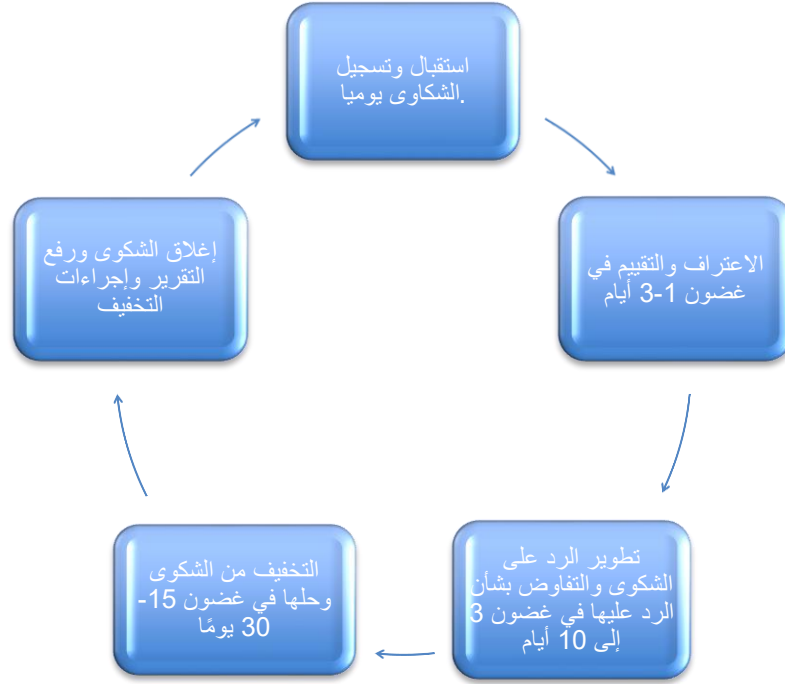 استقبال وتسجيل
الشكاوى يوميا.
الاعتراف والتقييم في
غضون 1-3 أيام
تطوير الرد على
الشكوى والتفاوض بشأن
الرد عليها في غضون 3
إلى 10 أيام
التخفيف من الشكوى
وحلها في غضون 15-
30 يومًا
إغلاق الشكوى ورفع
التقرير وإجراءات
التخفيف